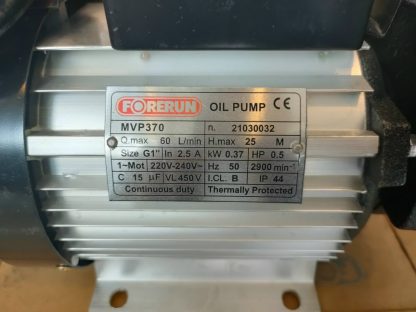 FORERUN OIL PUMP CE
MVP370 n. 21030032
Q.max 60 L/min H.max 25 M
Size G1" In 2.5 A kW 0.37 HP 0.5
1~Mot 220V-240V~ Hz 50 2900 min⁻¹
C 15 µF VL 450 V I.CL. B IP 44
Continuous duty Thermally Protected